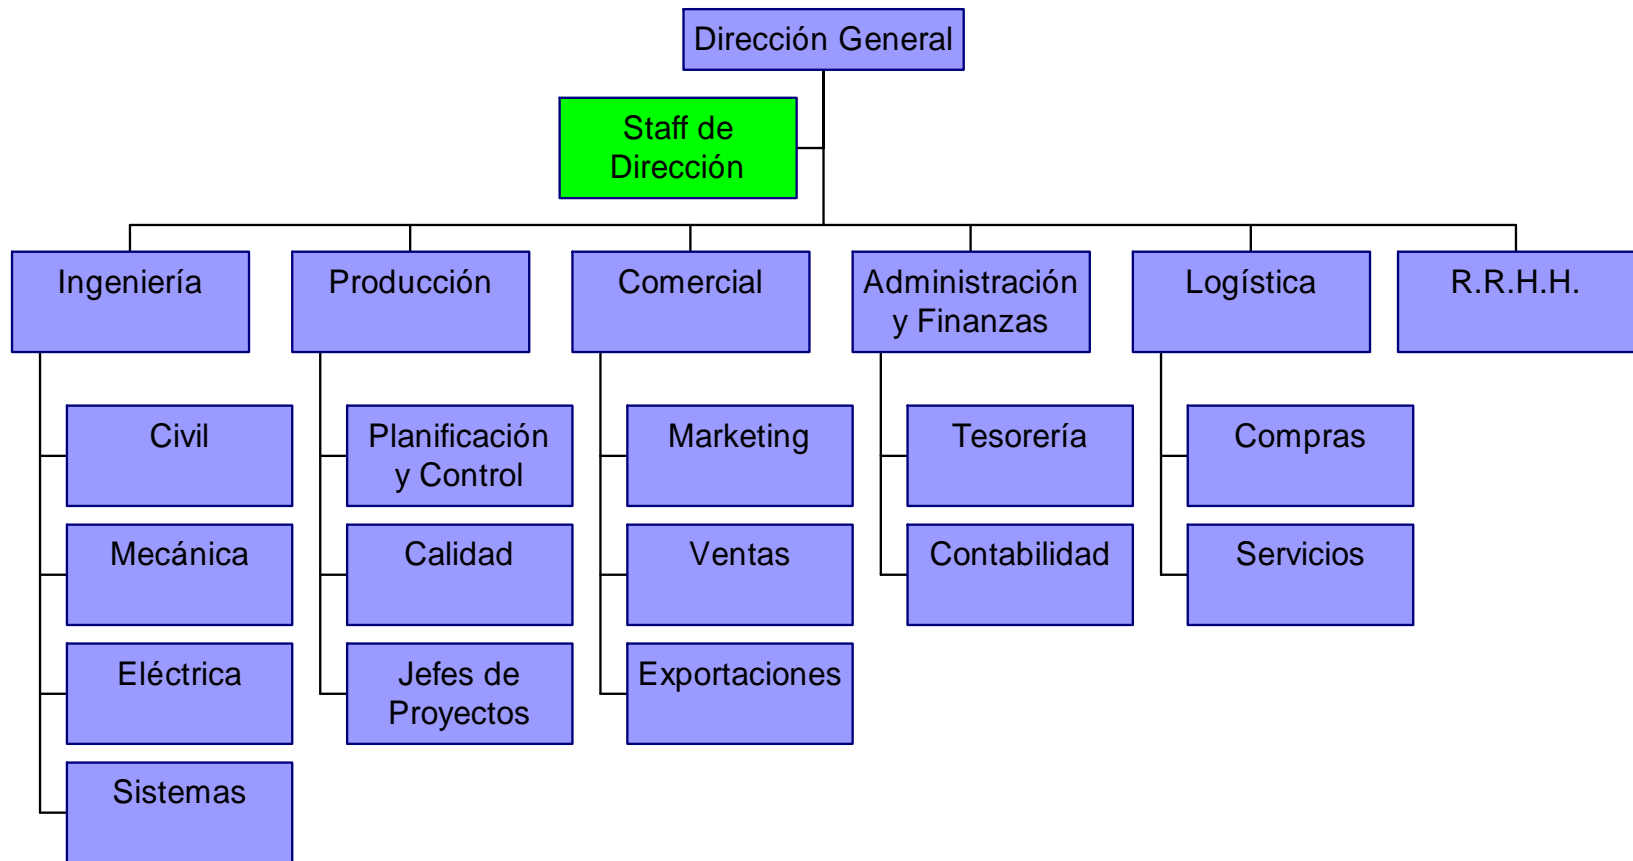 Dirección General
Staff de
Dirección
Ingeniería
Producción
Comercial
Administración
y Finanzas
Logística
R.R.H.H.
Civil
Planificación
y Control
Marketing
Tesorería
Compras
Mecánica
Calidad
Ventas
Contabilidad
Servicios
Eléctrica
Jefes de
Proyectos
Exportaciones
Sistemas